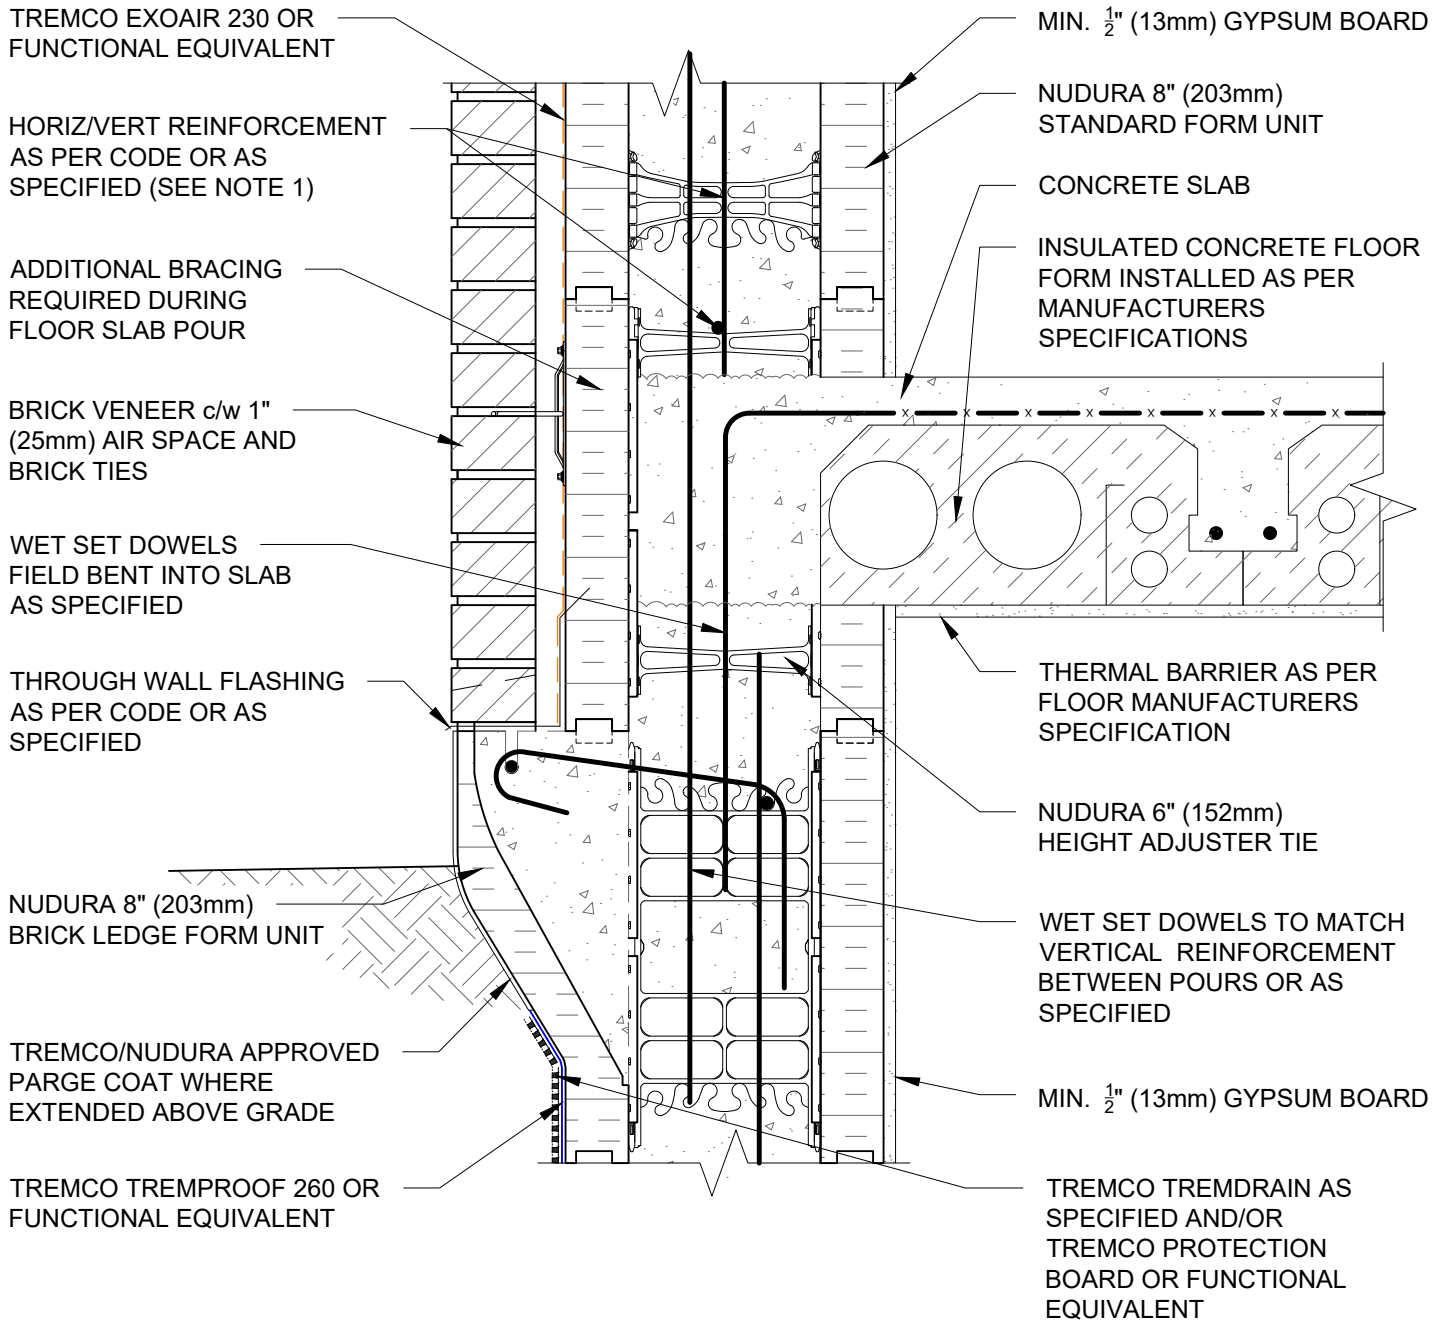 TREMCO EXOAIR 230 OR
FUNCTIONAL EQUIVALENT
HORIZ/VERT REINFORCEMENT
AS PER CODE OR AS
SPECIFIED (SEE NOTE 1)
ADDITIONAL BRACING
REQUIRED DURING
FLOOR SLAB POUR
BRICK VENEER c/w 1"
(25mm) AIR SPACE AND
BRICK TIES
WET SET DOWELS
FIELD BENT INTO SLAB
AS SPECIFIED
THROUGH WALL FLASHING
AS PER CODE OR AS
SPECIFIED
NUDURA 8" (203mm)
BRICK LEDGE FORM UNIT
TREMCO/NUDURA APPROVED
PARGE COAT WHERE
EXTENDED ABOVE GRADE
TREMCO TREMPROOF 260 OR
FUNCTIONAL EQUIVALENT
MIN. 1/2" (13mm) GYPSUM BOARD
NUDURA 8" (203mm)
STANDARD FORM UNIT
CONCRETE SLAB
INSULATED CONCRETE FLOOR
FORM INSTALLED AS PER
MANUFACTURERS
SPECIFICATIONS
x x x x x x x x
THERMAL BARRIER AS PER
FLOOR MANUFACTURERS
SPECIFICATION
NUDURA 6" (152mm)
HEIGHT ADJUSTER TIE
WET SET DOWELS TO MATCH
VERTICAL REINFORCEMENT
BETWEEN POURS OR AS
SPECIFIED
MIN. 1/2" (13mm) GYPSUM BOARD
TREMCO TREMDRAIN AS
SPECIFIED AND/OR
TREMCO PROTECTION
BOARD OR FUNCTIONAL
EQUIVALENT